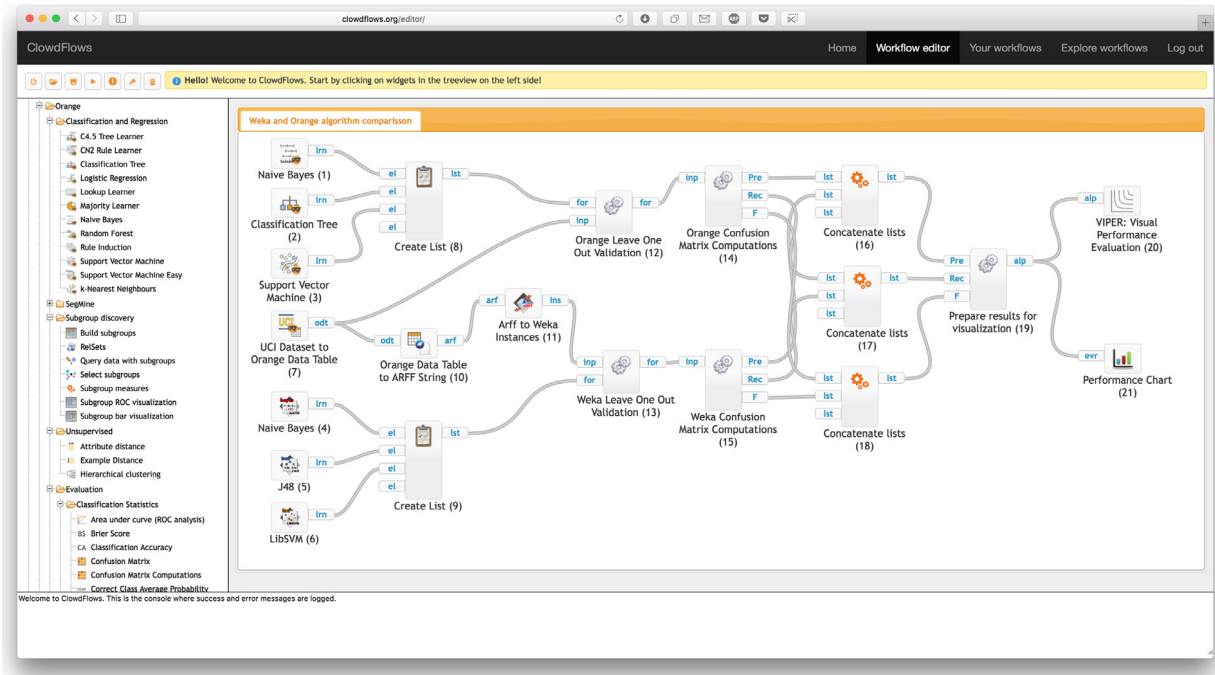 clowdflows.org/editor/
ABP
ClowdFlows
Home
Workflow editor
Your workflows
Explore workflows
Log out
Hello! Welcome to ClowdFlows. Start by clicking on widgets in the treeview on the left side!
Orange
Classification and Regression
C4.5 Tree Learner
CN2 Rule Learner
Classification Tree
Logistic Regression
Lookup Learner
Majority Learner
Naive Bayes
Random Forest
Rule Induction
Support Vector Machine
Support Vector Machine Easy
k-Nearest Neighbours
SegMine
Subgroup discovery
Build subgroups
RelSets
Query data with subgroups
Select subgroups
Subgroup measures
Subgroup ROC visualization
Subgroup bar visualization
Unsupervised
Attribute distance
Example Distance
Hierarchical clustering
Evaluation
Classification Statistics
Area under curve (ROC analysis)
BS Brier Score
CA Classification Accuracy
Confusion Matrix
Confusion Matrix Computations
Correct Class Average Probability
Weka and Orange algorithm comparisson
lrn
Naive Bayes (1)
lrn
Classification Tree
(2)
lrn
Support Vector
Machine (3)
UCI
odt
UCI Dataset to
Orange Data Table
(7)
lrn
Naive Bayes (4)
lrn
J48 (5)
lrn
LibSVM (6)
el
el
el
el
lst
Create List (8)
odt
arf
Orange Data Table
to ARFF String (10)
el
el
el
el
lst
Create List (9)
arf
ins
Arff to Weka
Instances (11)
for
inp
for
Orange Leave One
Out Validation (12)
inp
for
for
Weka Leave One Out
Validation (13)
inp
Pre
Rec
F
Orange Confusion
Matrix Computations
(14)
inp
Pre
Rec
F
Weka Confusion
Matrix Computations
(15)
lst
lst
lst
lst
Concatenate lists
(16)
lst
lst
lst
lst
Concatenate lists
(17)
lst
lst
lst
lst
Concatenate lists
(18)
Pre
Rec
F
alp
Prepare results for
visualization (19)
alp
VIPER: Visual
Performance
Evaluation (20)
evr
Performance Chart
(21)
Welcome to ClowdFlows. This is the console where success and error messages are logged.